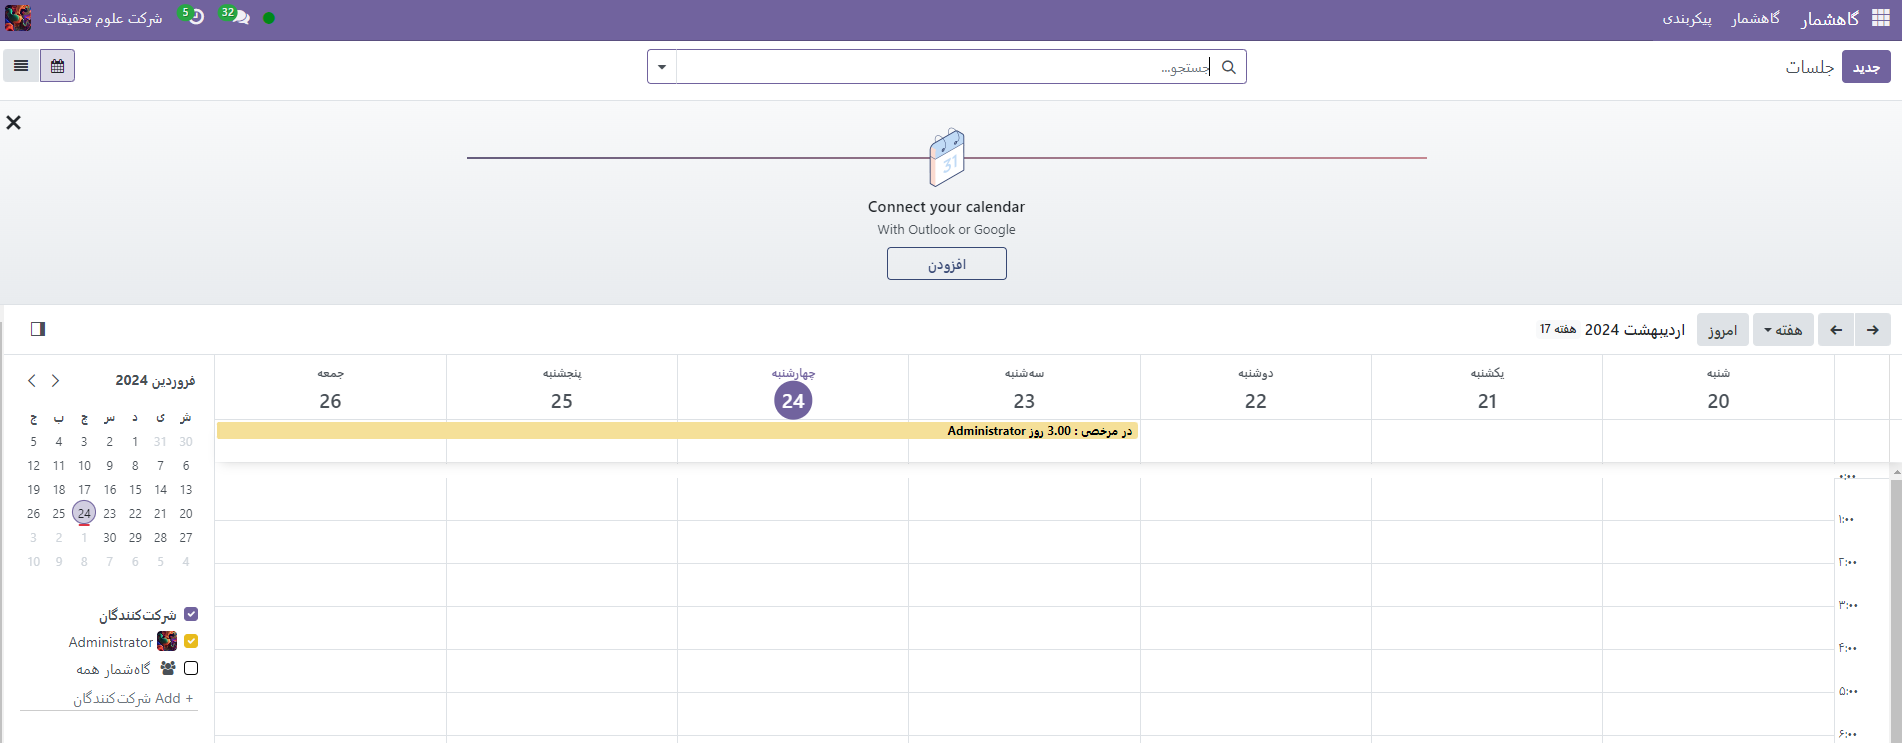 گاهشمار گاهشمار پیکربندی 32 5 شرکت علوم تحقیقات
جدید جلسات جستجو...
31
Connect your calendar
With Outlook or Google
افزودن
هفته امروز اردیبهشت 2024 هفته 17
شنبه یکشنبه دوشنبه سه‌شنبه چهارشنبه پنجشنبه جمعه
20 21 22 23 24 25 26
در مرخصی : 3.00 روز Administrator
۰:۰۰
۱:۰۰
۲:۰۰
۳:۰۰
۴:۰۰
۵:۰۰
۶:۰۰
فروردین 2024
ش ی د س چ ب ج
30 31 1 2 3 4 5
6 7 8 9 10 11 12
13 14 15 16 17 18 19
20 21 22 23 24 25 26
27 28 29 30 1 2 3
4 5 6 7 8 9 10
شرکت‌کنندگان
Administrator
گاه‌شمار همه
+ Add شرکت‌کنندگان